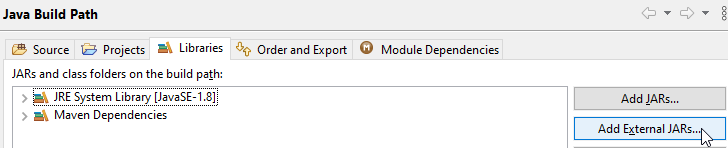 Java Build Path
Source Projects Libraries Order and Export Module Dependencies
JARs and class folders on the build path:
JRE System Library [JavaSE-1.8]
Maven Dependencies
Add JARs...
Add External JARs...